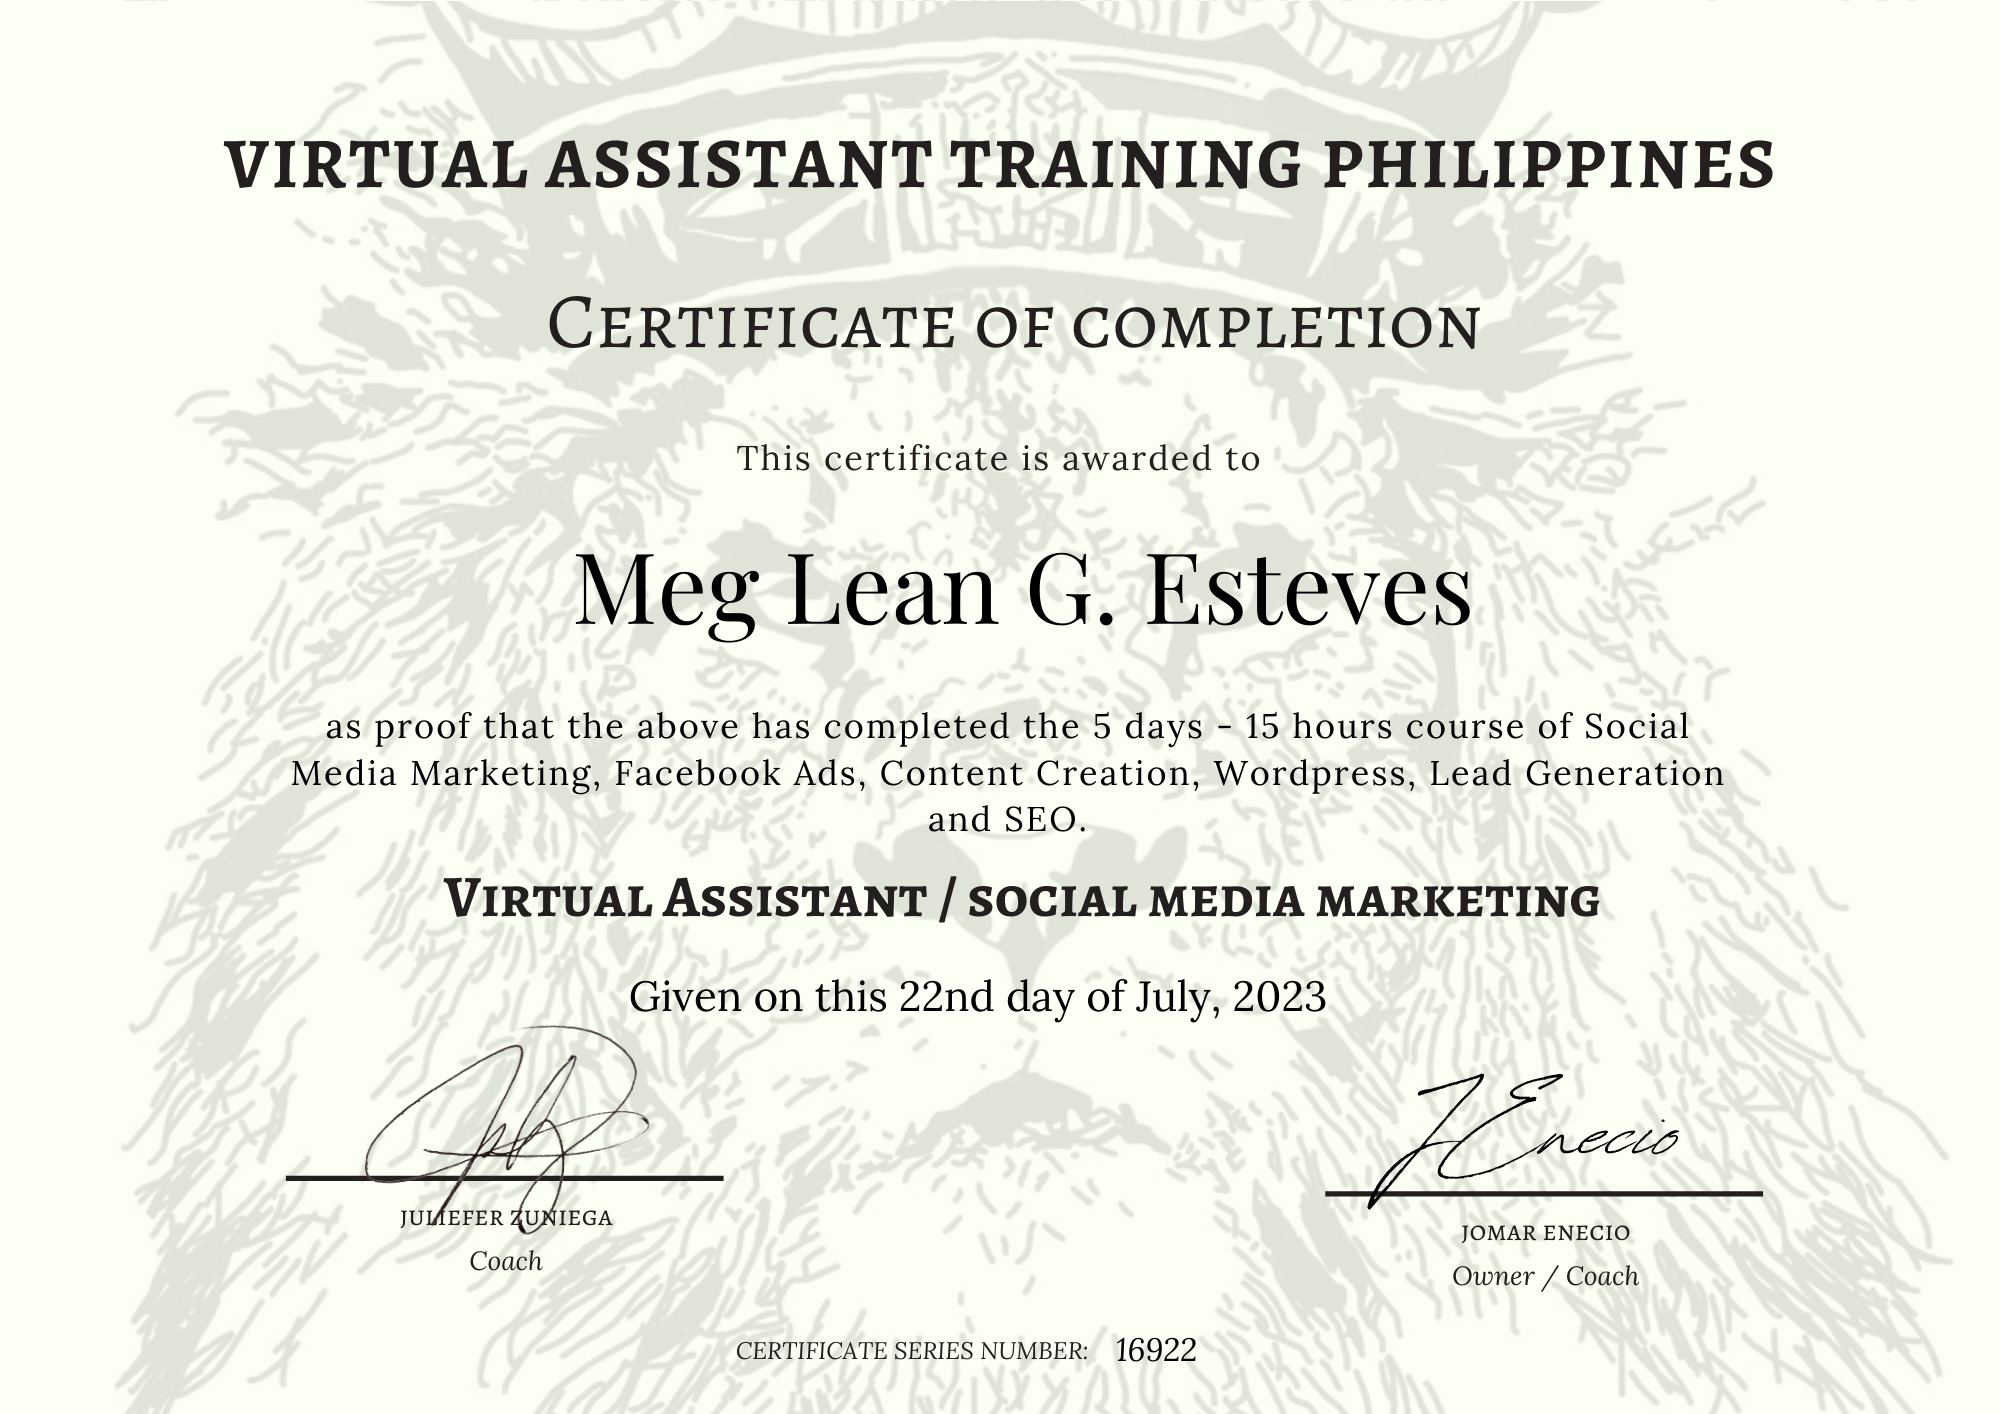 VIRTUAL ASSISTANT TRAINING PHILIPPINES
CERTIFICATE OF COMPLETION
This certificate is awarded to
Meg Lean G. Esteves
as proof that the above has completed the 5 days - 15 hours course of Social
Media Marketing, Facebook Ads, Content Creation, Wordpress, Lead Generation
and SEO.
VIRTUAL ASSISTANT / SOCIAL MEDIA MARKETING
Given on this 22nd day of July, 2023
JEnecio
JULIEFER ZUNIEGA
Coach
JOMAR ENECIO
Owner / Coach
CERTIFICATE SERIES NUMBER: 16922